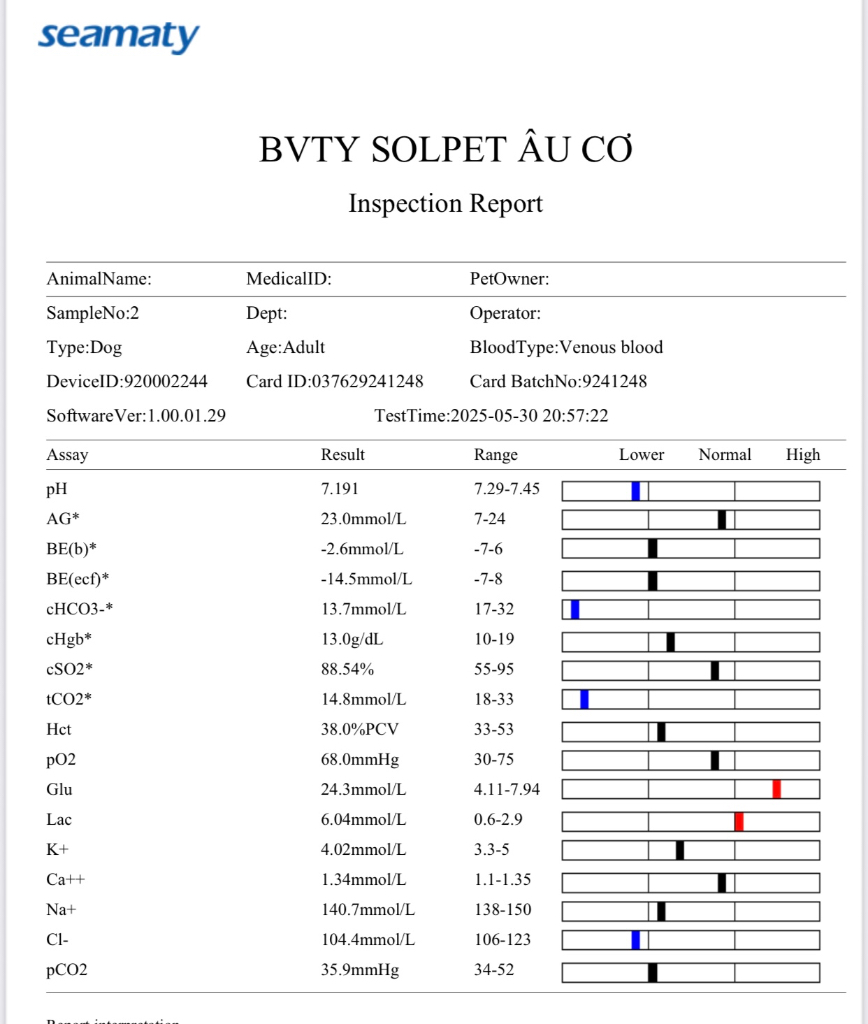 seamaty
BVTY SOLPET ÂU CƠ
Inspection Report
AnimalName: MedicalID: PetOwner:
SampleNo:2 Dept: Operator:
Type:Dog Age:Adult BloodType:Venous blood
DeviceID:920002244 Card ID:037629241248 Card BatchNo:9241248
SoftwareVer:1.00.01.29 TestTime:2025-05-30 20:57:22
Assay Result Range Lower Normal High
pH 7.191 7.29-7.45
AG* 23.0mmol/L 7-24
BE(b)* -2.6mmol/L -7-6
BE(ecf)* -14.5mmol/L -7-8
cHCO3-* 13.7mmol/L 17-32
cHgb* 13.0g/dL 10-19
cSO2* 88.54% 55-95
tCO2* 14.8mmol/L 18-33
Hct 38.0%PCV 33-53
pO2 68.0mmHg 30-75
Glu 24.3mmol/L 4.11-7.94
Lac 6.04mmol/L 0.6-2.9
K+ 4.02mmol/L 3.3-5
Ca++ 1.34mmol/L 1.1-1.35
Na+ 140.7mmol/L 138-150
Cl- 104.4mmol/L 106-123
pCO2 35.9mmHg 34-52
Report interpretation